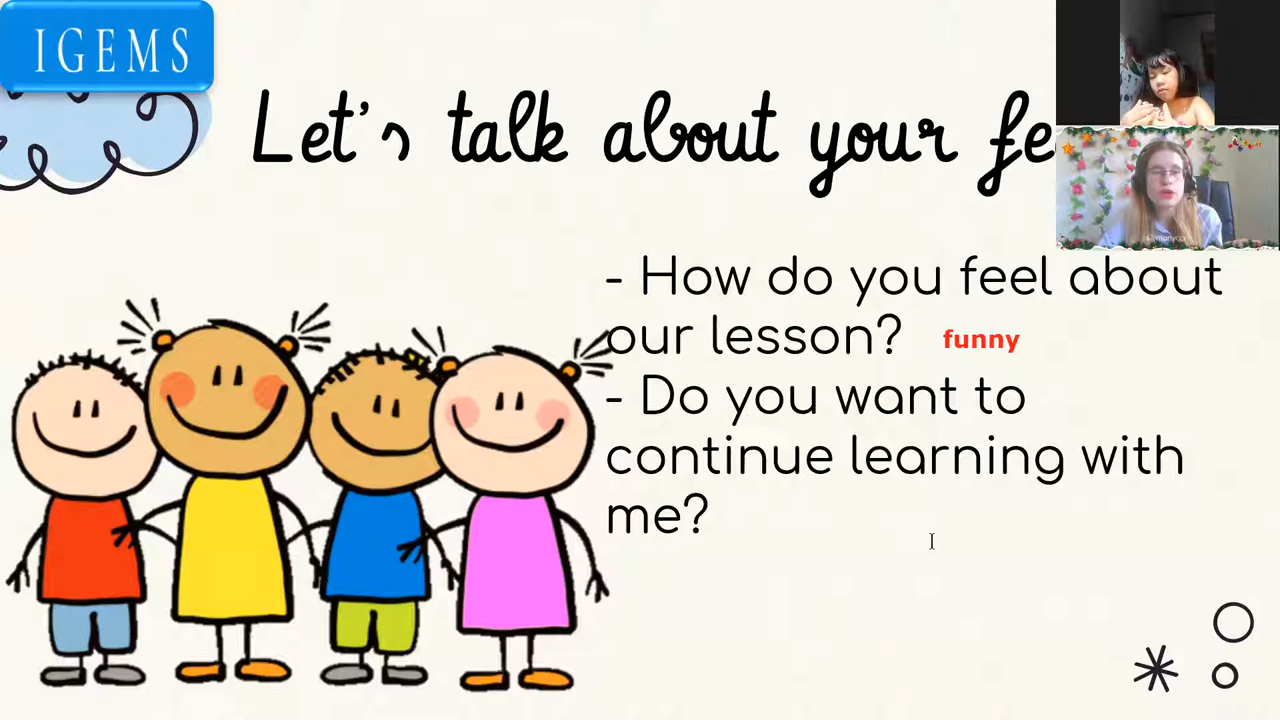 IGEMS
Let's talk about your fe
- How do you feel about
our lesson? funny
- Do you want to
continue learning with
me?